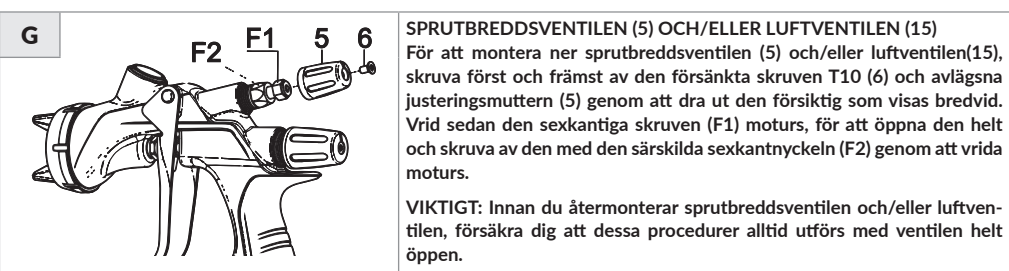 G
F2 F1 5 6
SPRUTBREDDSVENTILEN (5) OCH/ELLER LUFTVENTILEN (15)
För att montera ner sprutbreddsventilen (5) och/eller luftventilen(15),
skruva först och främst av den försänkta skruven T10 (6) och avlägsna
justeringsmuttern (5) genom att dra ut den försiktig som visas bredvid.
Vrid sedan den sexkantiga skruven (F1) moturs, för att öppna den helt
och skruva av den med den särskilda sexkantnyckeln (F2) genom att vrida
moturs.
VIKTIGT: Innan du återmonterar sprutbreddsventilen och/eller luftven-
tilen, försäkra dig att dessa procedurer alltid utförs med ventilen helt
öppen.